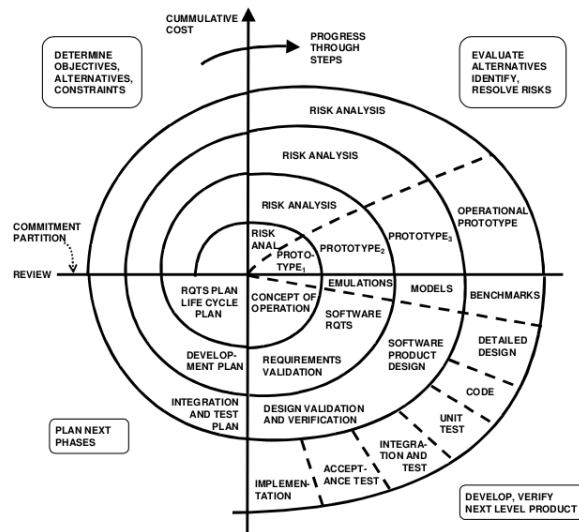 CUMMULATIVE
COST
PROGRESS
THROUGH
STEPS
DETERMINE
OBJECTIVES,
ALTERNATIVES,
CONSTRAINTS
EVALUATE
ALTERNATIVES
IDENTIFY,
RESOLVE RISKS
RISK ANALYSIS
RISK ANALYSIS
RISK ANALYSIS
RISK
ANAL.
PROTO-
TYPE1
PROTOTYPE2
PROTOTYPE3
OPERATIONAL
PROTOTYPE
COMMITMENT
PARTITION
REVIEW
RQTS PLAN
LIFE CYCLE
PLAN
CONCEPT OF
OPERATION
EMULATIONS
MODELS
BENCHMARKS
SOFTWARE
RQTS
SOFTWARE
PRODUCT
DESIGN
DETAILED
DESIGN
DEVELOP-
MENT PLAN
REQUIREMENTS
VALIDATION
CODE
UNIT
TEST
INTEGRATION
AND TEST
PLAN
DESIGN VALIDATION
AND VERIFICATION
INTEGRA-
TION AND
TEST
ACCEPT-
ANCE TEST
IMPLEMEN-
TATION
PLAN NEXT
PHASES
DEVELOP, VERIFY
NEXT LEVEL PRODUCT